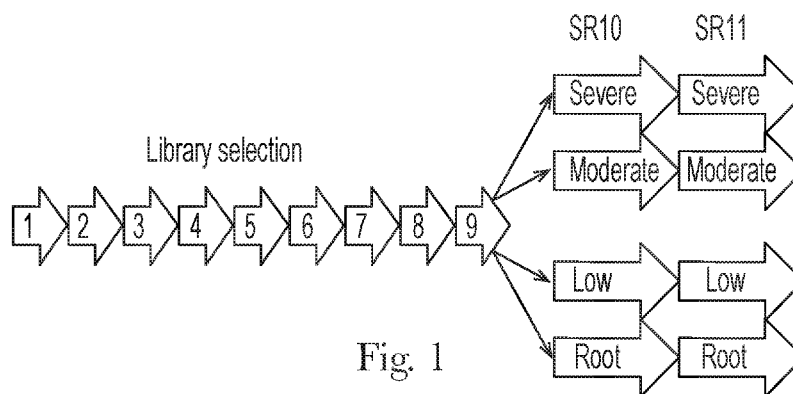 SR10 SR11
Severe Severe
Library selection
Moderate Moderate
1 2 3 4 5 6 7 8 9
Low Low
Fig. 1
Root Root